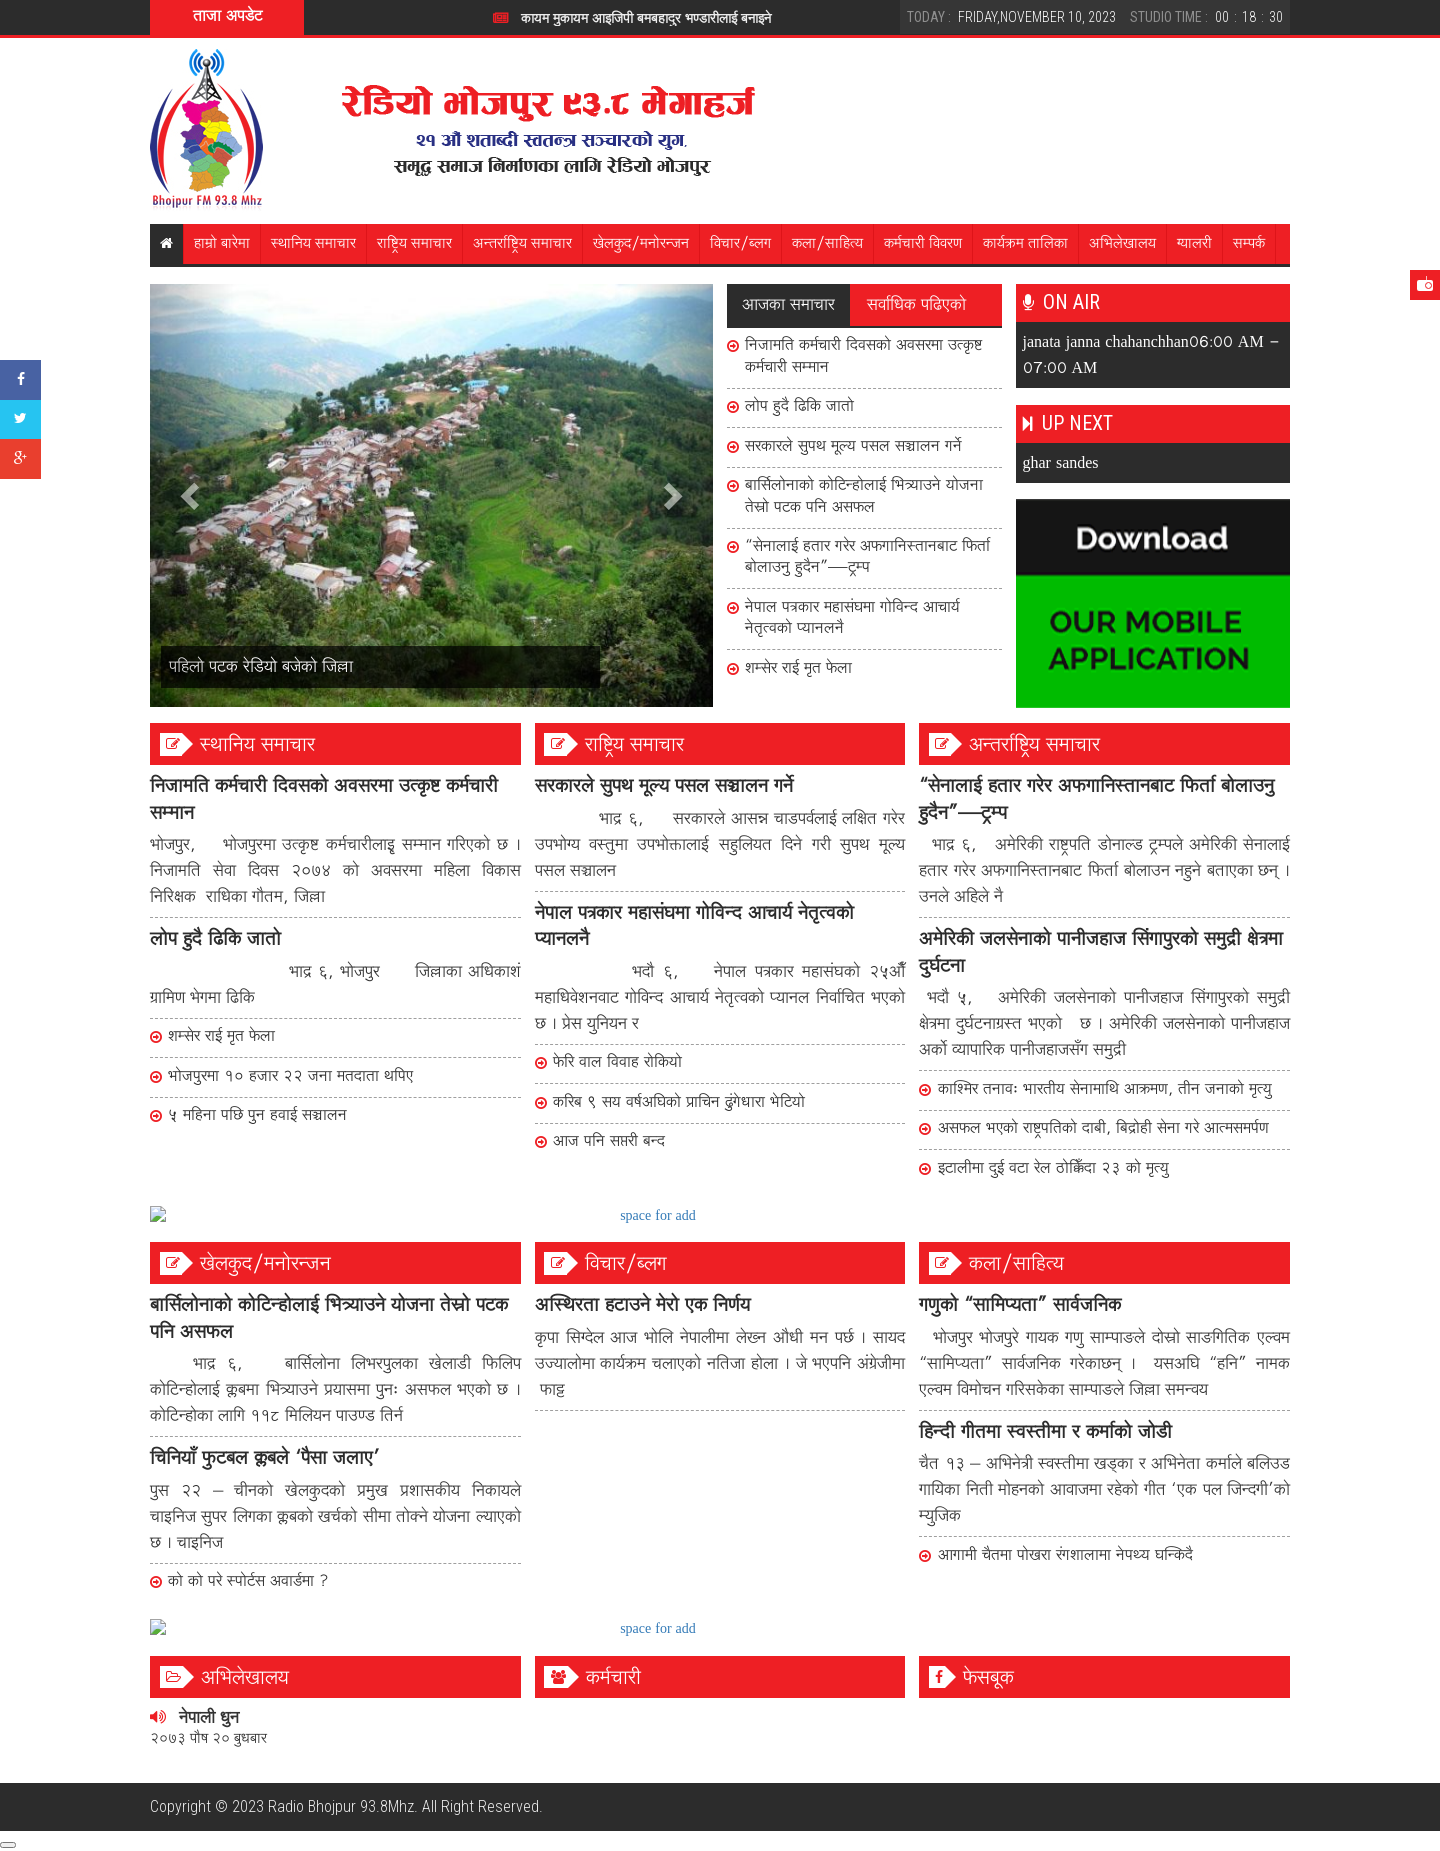 ताजा अपडेट
कायम मुकायम आइजिपी बमबहादुर भण्डारीलाई बनाइने
TODAY : FRIDAY,NOVEMBER 10, 2023 STUDIO TIME : 00 : 18 : 30
Bhojpur FM 93.8 Mhz
रेडियो भोजपुर ९३.८ मेगाहर्ज
२१ औं शताब्दी स्वतन्त्र सञ्चारको युग,
समृद्ध समाज निर्माणका लागि रेडियो भोजपुर
हाम्रो बारेमा स्थानिय समाचार राष्ट्रिय समाचार अन्तर्राष्ट्रिय समाचार खेलकुद/मनोरन्जन विचार/ब्लग कला/साहित्य कर्मचारी विवरण कार्यक्रम तालिका अभिलेखालय ग्यालरी सम्पर्क
पहिलो पटक रेडियो बजेको जिल्ला
आजका समाचार सर्वाधिक पढिएको
निजामति कर्मचारी दिवसको अवसरमा उत्कृष्ट
कर्मचारी सम्मान
लोप हुदै ढिकि जातो
सरकारले सुपथ मूल्य पसल सञ्चालन गर्ने
बार्सिलोनाको कोटिन्होलाई भित्र्याउने योजना
तेस्रो पटक पनि असफल
“सेनालाई हतार गरेर अफगानिस्तानबाट फिर्ता
बोलाउनु हुदैन”—ट्रम्प
नेपाल पत्रकार महासंघमा गोविन्द आचार्य
नेतृत्वको प्यानलनै
शम्सेर राई मृत फेला
ON AIR
janata janna chahanchhan06:00 AM –
07:00 AM
UP NEXT
ghar sandes
Download
OUR MOBILE
APPLICATION
स्थानिय समाचार
निजामति कर्मचारी दिवसको अवसरमा उत्कृष्ट कर्मचारी
सम्मान
भोजपुर, भोजपुरमा उत्कृष्ट कर्मचारीलाइृ सम्मान गरिएको छ ।
निजामति सेवा दिवस २०७४ को अवसरमा महिला विकास
निरिक्षक राधिका गौतम, जिल्ला
लोप हुदै ढिकि जातो
भाद्र ६, भोजपुर जिल्लाका अधिकाशं
ग्रामिण भेगमा ढिकि
शम्सेर राई मृत फेला
भोजपुरमा १० हजार २२ जना मतदाता थपिए
५ महिना पछि पुन हवाई सञ्चालन
राष्ट्रिय समाचार
सरकारले सुपथ मूल्य पसल सञ्चालन गर्ने
भाद्र ६, सरकारले आसन्न चाडपर्वलाई लक्षित गरेर
उपभोग्य वस्तुमा उपभोक्तालाई सहुलियत दिने गरी सुपथ मूल्य
पसल सञ्चालन
नेपाल पत्रकार महासंघमा गोविन्द आचार्य नेतृत्वको
प्यानलनै
भदौ ६, नेपाल पत्रकार महासंघको २५औँ
महाधिवेशनवाट गोविन्द आचार्य नेतृत्वको प्यानल निर्वाचित भएको
छ । प्रेस युनियन र
फेरि वाल विवाह रोकियो
करिब ९ सय वर्षअघिको प्राचिन ढुंगेधारा भेटियो
आज पनि सप्तरी बन्द
अन्तर्राष्ट्रिय समाचार
“सेनालाई हतार गरेर अफगानिस्तानबाट फिर्ता बोलाउनु
हुदैन”—ट्रम्प
भाद्र ६, अमेरिकी राष्ट्रपति डोनाल्ड ट्रम्पले अमेरिकी सेनालाई
हतार गरेर अफगानिस्तानबाट फिर्ता बोलाउन नहुने बताएका छन् ।
उनले अहिले नै
अमेरिकी जलसेनाको पानीजहाज सिंगापुरको समुद्री क्षेत्रमा
दुर्घटना
भदौ ५, अमेरिकी जलसेनाको पानीजहाज सिंगापुरको समुद्री
क्षेत्रमा दुर्घटनाग्रस्त भएको छ । अमेरिकी जलसेनाको पानीजहाज
अर्को व्यापारिक पानीजहाजसँग समुद्री
काश्मिर तनावः भारतीय सेनामाथि आक्रमण, तीन जनाको मृत्यु
असफल भएको राष्ट्रपतिको दाबी, बिद्रोही सेना गरे आत्मसमर्पण
इटालीमा दुई वटा रेल ठोक्किँदा २३ को मृत्यु
space for add
खेलकुद/मनोरन्जन
बार्सिलोनाको कोटिन्होलाई भित्र्याउने योजना तेस्रो पटक
पनि असफल
भाद्र ६, बार्सिलोना लिभरपुलका खेलाडी फिलिप
कोटिन्होलाई क्लबमा भित्र्याउने प्रयासमा पुनः असफल भएको छ ।
कोटिन्होका लागि ११८ मिलियन पाउण्ड तिर्न
चिनियाँ फुटबल क्लबले ‘पैसा जलाए’
पुस २२ – चीनको खेलकुदको प्रमुख प्रशासकीय निकायले
चाइनिज सुपर लिगका क्लबको खर्चको सीमा तोक्ने योजना ल्याएको
छ । चाइनिज
को को परे स्पोर्टस अवार्डमा ?
विचार/ब्लग
अस्थिरता हटाउने मेरो एक निर्णय
कृपा सिग्देल आज भोलि नेपालीमा लेख्न औधी मन पर्छ । सायद
उज्यालोमा कार्यक्रम चलाएको नतिजा होला । जे भएपनि अंग्रेजीमा
फाट्ट
कला/साहित्य
गणुको “सामिप्यता” सार्वजनिक
भोजपुर भोजपुरे गायक गणु साम्पाङले दोस्रो साङगितिक एल्वम
“सामिप्यता” सार्वजनिक गरेकाछन् । यसअघि “हनि” नामक
एल्वम विमोचन गरिसकेका साम्पाङले जिल्ला समन्वय
हिन्दी गीतमा स्वस्तीमा र कर्माको जोडी
चैत १३ – अभिनेत्री स्वस्तीमा खड्का र अभिनेता कर्माले बलिउड
गायिका निती मोहनको आवाजमा रहेको गीत ‘एक पल जिन्दगी’को
म्युजिक
आगामी चैतमा पोखरा रंगशालामा नेपथ्य घन्किदै
space for add
अभिलेखालय
नेपाली धुन
२०७३ पौष २० बुधबार
कर्मचारी
फेसबूक
Copyright © 2023 Radio Bhojpur 93.8Mhz. All Right Reserved.